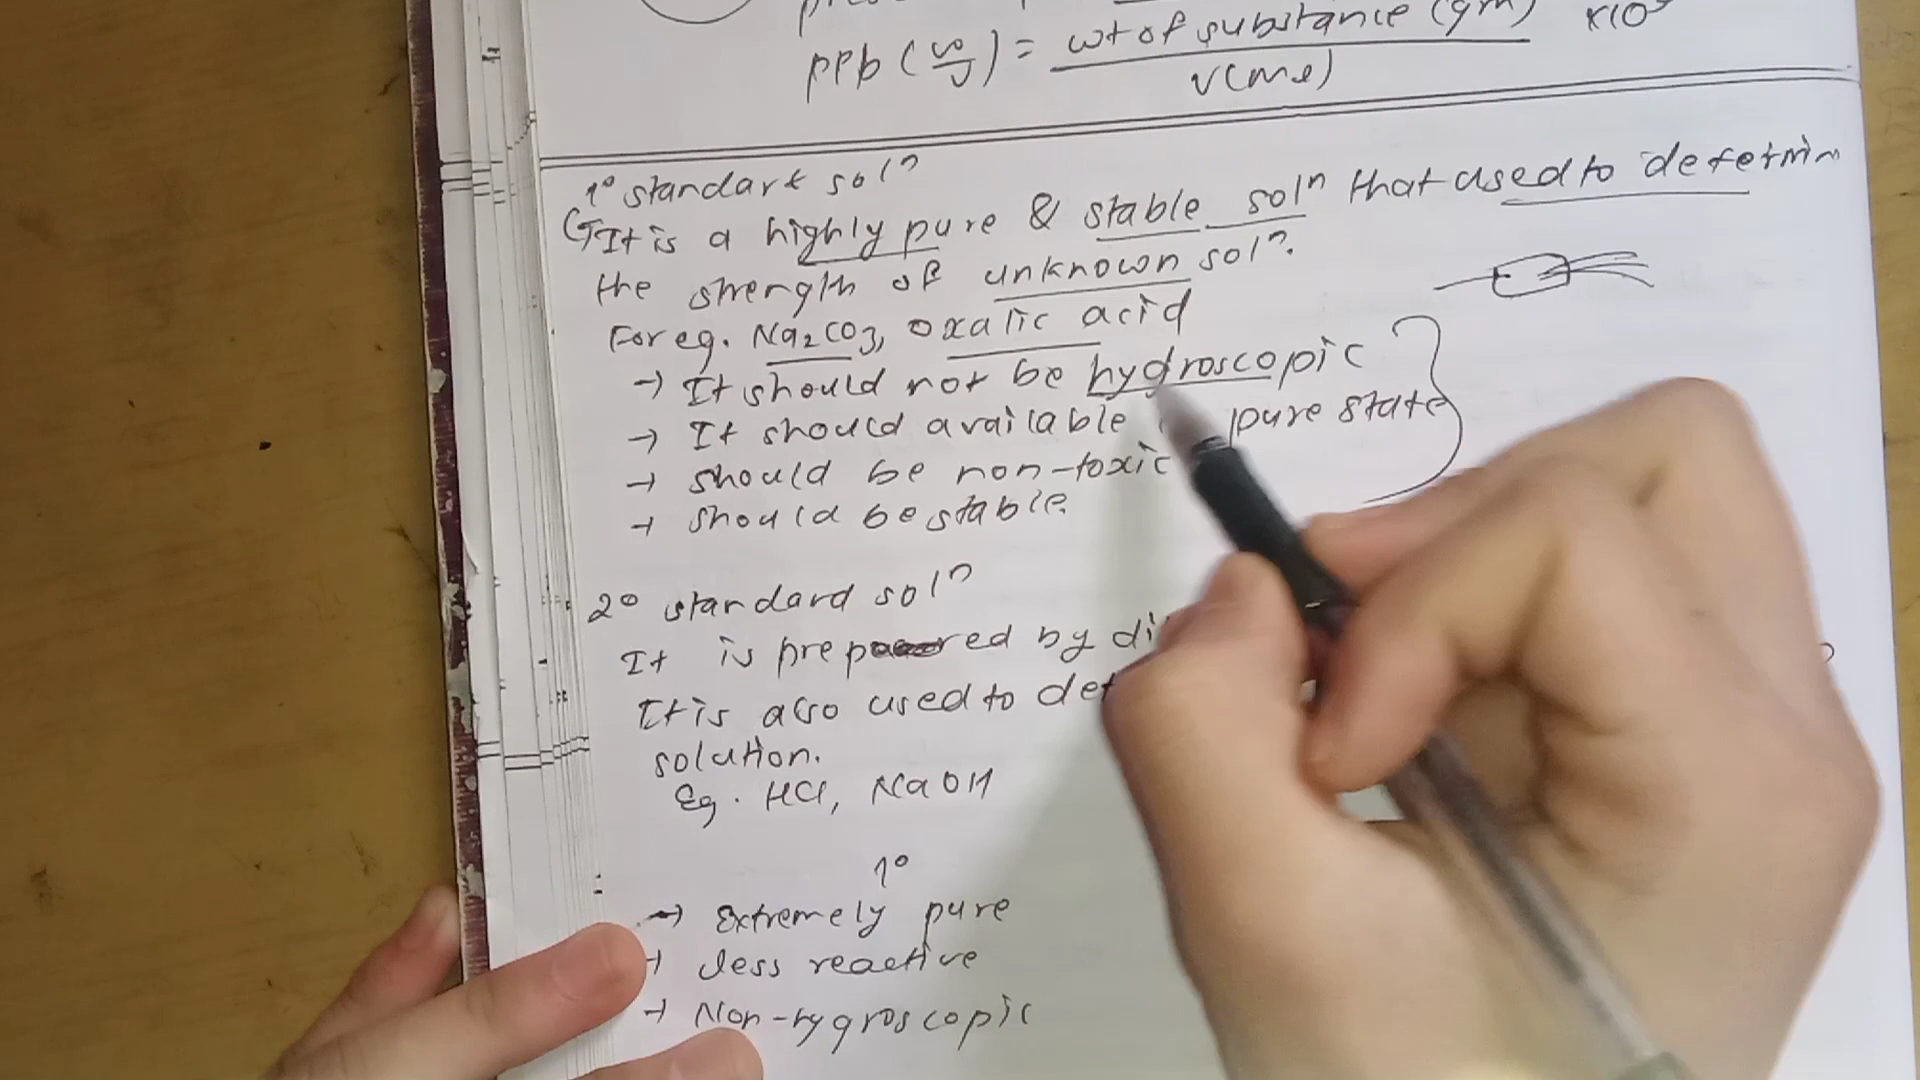 ppb (w/v) = wt of substance (gm) / v(ml) x10⁹
1° standart solⁿ
It is a highly pure & stable solⁿ that used to determin
the strength of unknown solⁿ.
For eg. Na₂CO₃, oxalic acid
→ It should not be hydroscopic
→ It should available pure state
→ should be non-toxic
→ should be stable.
2° standard solⁿ
It is prepared by
It is also used to
solution.
Eg. HCl, NaOH
1°
→ Extremely pure
→ less reactive
→ Non-hygroscopic